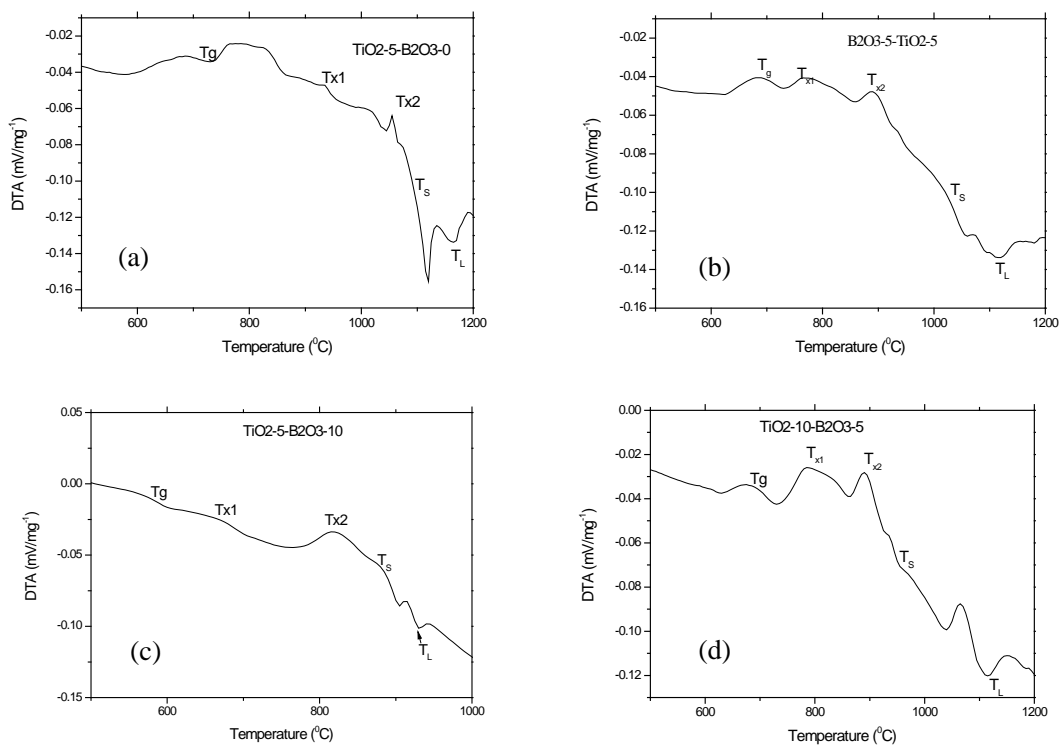 TiO2-5-B2O3-0
-0.02
-0.04
-0.06
-0.08
-0.10
-0.12
-0.14
-0.16
DTA (mV/mg⁻¹)
Tg
Tx1
Tx2
T_S
T_L
(a)
600 800 1000 1200
Temperature (⁰C)
B2O3-5-TiO2-5
-0.02
-0.04
-0.06
-0.08
-0.10
-0.12
-0.14
-0.16
DTA (mV/mg⁻¹)
T_g
T_x1
T_x2
T_S
T_L
(b)
600 800 1000 1200
Temperature (⁰C)
TiO2-5-B2O3-10
0.05
0.00
-0.05
-0.10
-0.15
DTA (mV/mg⁻¹)
Tg
Tx1
Tx2
T_S
T_L
(c)
600 800 1000
Temperature (⁰C)
TiO2-10-B2O3-5
0.00
-0.02
-0.04
-0.06
-0.08
-0.10
-0.12
DTA (mV/mg⁻¹)
Tg
T_x1
T_x2
T_S
T_L
(d)
600 800 1000 1200
Temperature (⁰C)